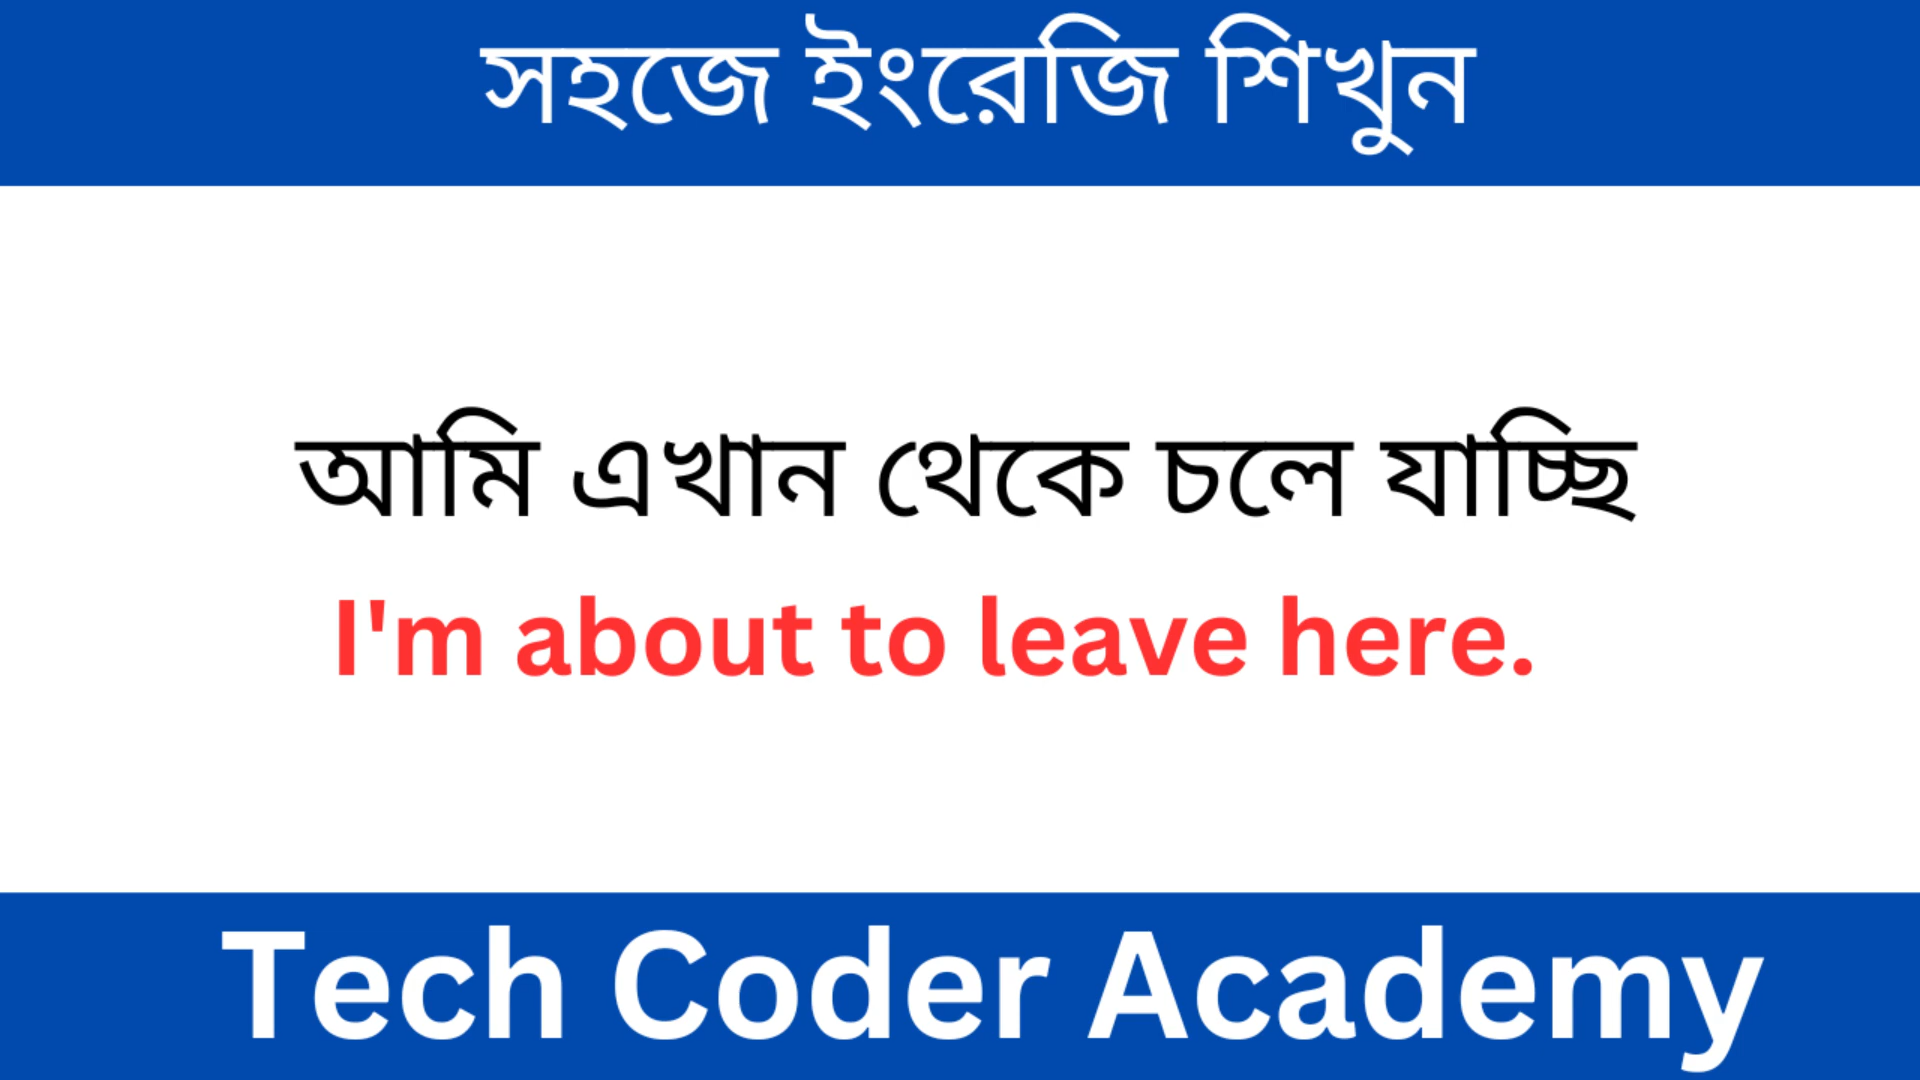 সহজে ইংরেজি শিখুন
আমি এখান থেকে চলে যাচ্ছি
I'm about to leave here.
Tech Coder Academy